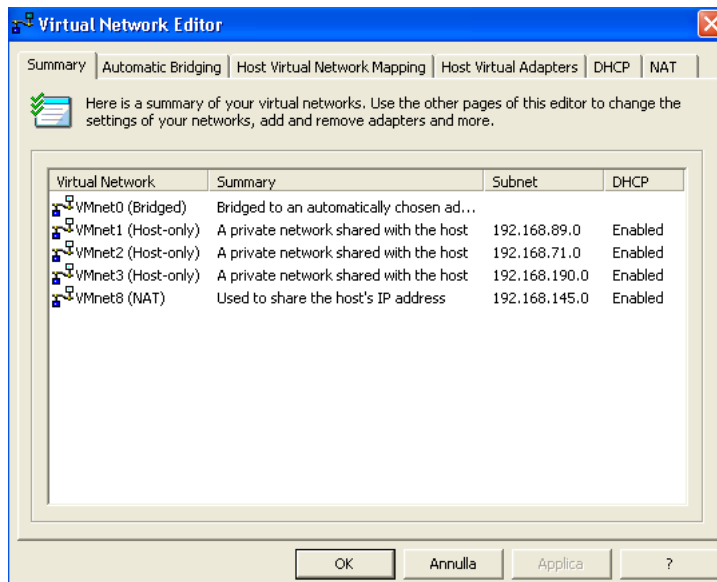 Virtual Network Editor
Summary Automatic Bridging Host Virtual Network Mapping Host Virtual Adapters DHCP NAT
Here is a summary of your virtual networks. Use the other pages of this editor to change the
settings of your networks, add and remove adapters and more.
Virtual Network Summary Subnet DHCP
VMnet0 (Bridged) Bridged to an automatically chosen ad...
VMnet1 (Host-only) A private network shared with the host 192.168.89.0 Enabled
VMnet2 (Host-only) A private network shared with the host 192.168.71.0 Enabled
VMnet3 (Host-only) A private network shared with the host 192.168.190.0 Enabled
VMnet8 (NAT) Used to share the host's IP address 192.168.145.0 Enabled
OK Annulla Applica ?